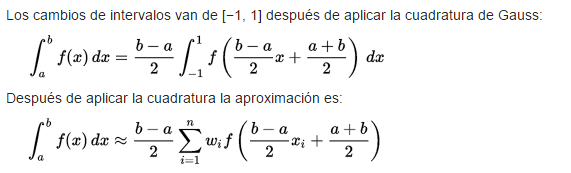 Los cambios de intervalos van de [−1, 1] después de aplicar la cuadratura de Gauss:
∫_a^b f(x) dx = (b − a)/2 ∫_{−1}^1 f((b − a)/2 x + (a + b)/2) dx
Después de aplicar la cuadratura la aproximación es:
∫_a^b f(x) dx ≈ (b − a)/2 ∑_{i=1}^n w_i f((b − a)/2 x_i + (a + b)/2)